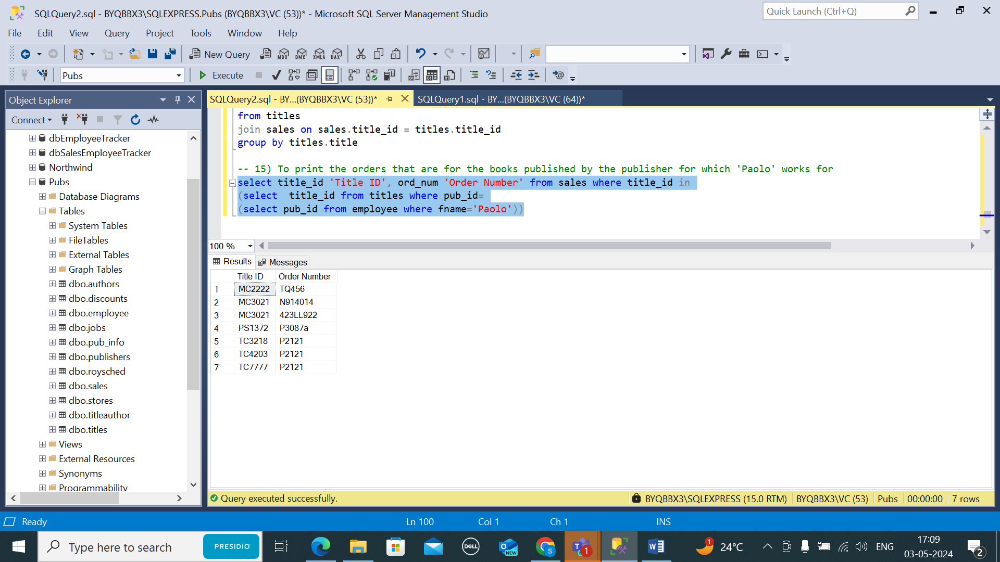 SQLQuery2.sql - BYQBBX3\SQLEXPRESS.Pubs (BYQBBX3\VC (53))* - Microsoft SQL Server Management Studio
Quick Launch (Ctrl+Q)
File Edit View Query Project Tools Window Help
New Query MDX DMX XMLA DAX
Pubs Execute
Object Explorer
SQLQuery2.sql - BY...(BYQBBX3\VC (53))* SQLQuery1.sql - BY...(BYQBBX3\VC (64))*
Connect
dbEmployeeTracker
dbSalesEmployeeTracker
Northwind
Pubs
Database Diagrams
Tables
System Tables
FileTables
External Tables
Graph Tables
dbo.authors
dbo.discounts
dbo.employee
dbo.jobs
dbo.pub_info
dbo.publishers
dbo.roysched
dbo.sales
dbo.stores
dbo.titleauthor
dbo.titles
Views
External Resources
Synonyms
Programmability
from titles
join sales on sales.title_id = titles.title_id
group by titles.title
-- 15) To print the orders that are for the books published by the publisher for which 'Paolo' works for
select title_id 'Title ID', ord_num 'Order Number' from sales where title_id in
(select  title_id from titles where pub_id=
(select pub_id from employee where fname='Paolo'))
100 %
Results Messages
Title ID Order Number
1 MC2222 TQ456
2 MC3021 N914014
3 MC3021 423LL922
4 PS1372 P3087a
5 TC3218 P2121
6 TC4203 P2121
7 TC7777 P2121
Query executed successfully. BYQBBX3\SQLEXPRESS (15.0 RTM) BYQBBX3\VC (53) Pubs 00:00:00 7 rows
Ready Ln 100 Col 1 Ch 1 INS
Type here to search PRESIDIO DELL NEW S 1 W 1 24°C ENG 17:09
03-05-2024 2